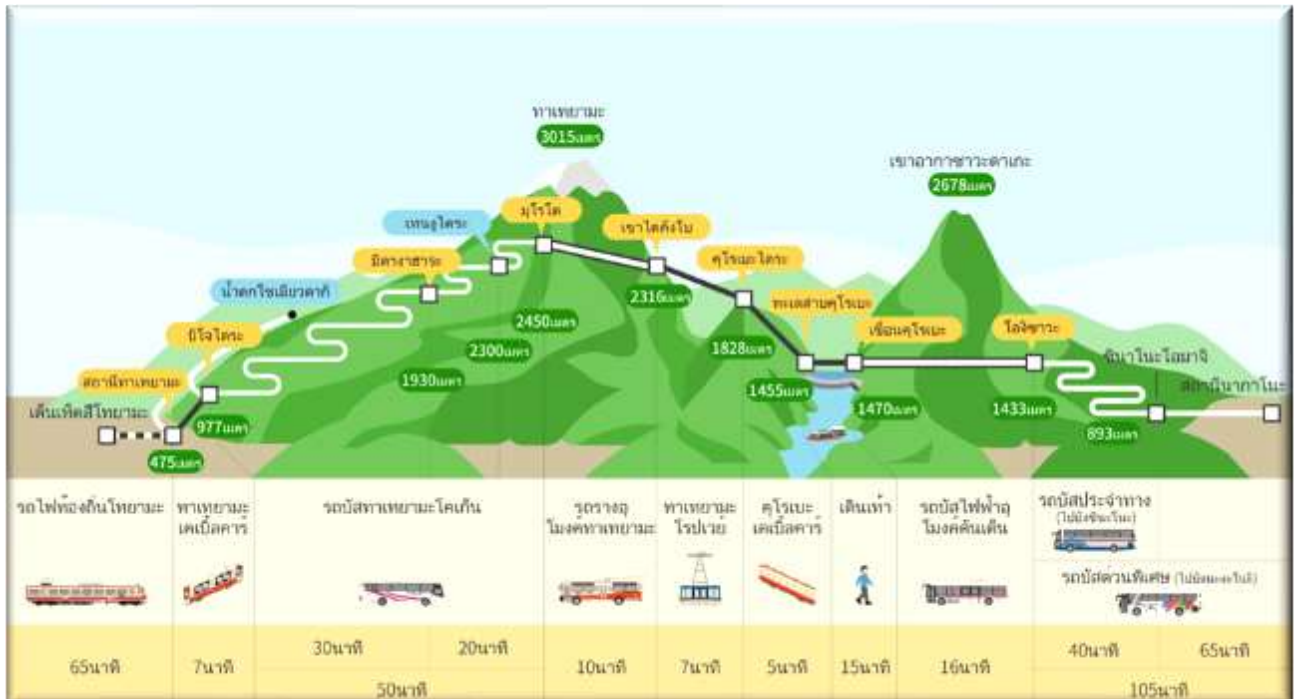 ทาเทยามะ
3015เมตร
เขาอากาซาวะดาเกะ
2678เมตร
มุโรโด
เทนงูไดระ
เขาไดคังโบ
มิดางาฮาระ
คุโรเบะไดระ
น้ำตกโชเมียวดากิ
2316เมตร
ทะเลสาบคุโรเบะ
2450เมตร
เขื่อนคุโรเบะ
โอกิซาวะ
บิโจไดระ
2300เมตร
1828เมตร
ชินาโนะโอมาจิ
สถานีทาเทยามะ
1930เมตร
1455เมตร
สถานีนากาโนะ
เด็นเท็ตสึโทยามะ
977เมตร
1470เมตร
1433เมตร
893เมตร
475เมตร
รถไฟท้องถิ่นโทยามะ
ทาเทยามะ
เคเบิ้ลคาร์
รถบัสทาเทยามะโคเก็น
รถรางอุ
โมงค์ทาเทยามะ
ทาเทยามะ
โรปเวย์
คุโรเบะ
เคเบิ้ลคาร์
เดินเท้า
รถบัสไฟฟ้าอุ
โมงค์คันเด็น
รถบัสประจำทาง
รถบัสด่วนพิเศษ
65นาที
7นาที
30นาที
20นาที
50นาที
10นาที
7นาที
5นาที
15นาที
16นาที
40นาที
65นาที
105นาที